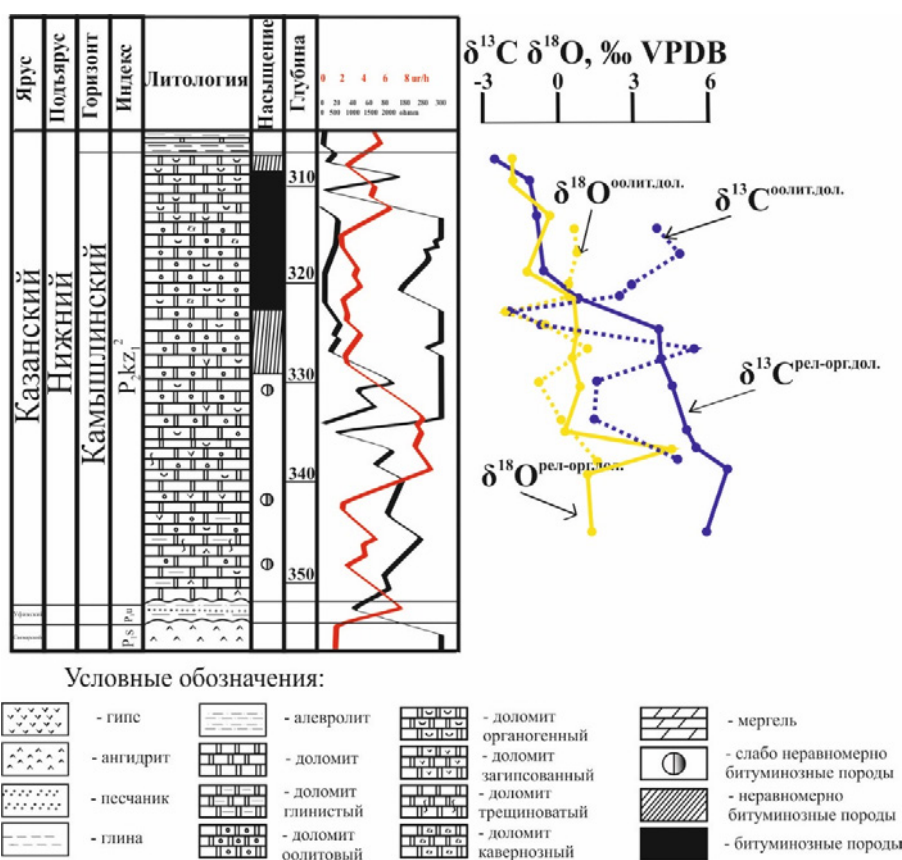 Ярус
Подъярус
Горизонт
Индекс
Литология
Насыщение
Глубина
0 2 4 6 8 ur/h
0 20 40 60 80 180 280 300
0 500 1000 1500 2000 ohmm
δ¹³C δ¹⁸O, ‰ VPDB
-3 0 3 6
Казанский
Нижний
Камышлинский
P₂kz₁²
310
320
330
340
350
P₁s
δ¹⁸Oоолит.дол.
δ¹³Cоолит.дол.
δ¹³Cрел-орг.дол.
δ¹⁸Oрел-орг.дол.
Условные обозначения:
- гипс
- ангидрит
- песчаник
- глина
- алевролит
- доломит
- доломит
глинистый
- доломит
оолитовый
- доломит
органогенный
- доломит
загипсованный
- доломит
трещиноватый
- доломит
кавернозный
- мергель
- слабо неравномерно
битуминозные породы
- неравномерно
битуминозные породы
- битуминозные породы